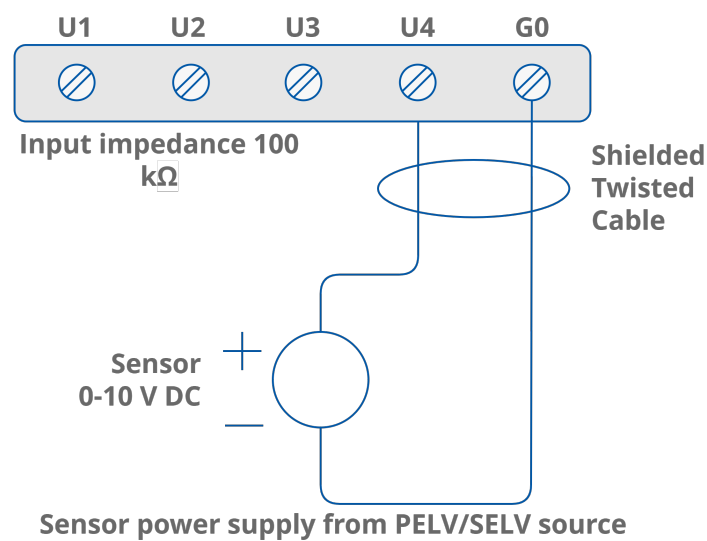 U1 U2 U3 U4 G0
Input impedance 100
kΩ
Shielded
Twisted
Cable
Sensor
0-10 V DC
Sensor power supply from PELV/SELV source